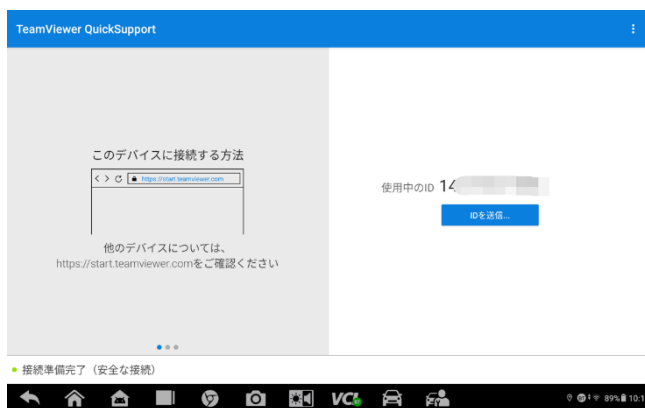 TeamViewer QuickSupport
このデバイスに接続する方法
https://start.teamviewer.com
他のデバイスについては、
https://start.teamviewer.comをご確認ください
使用中のID 14
IDを送信...
接続準備完了（安全な接続）
VCI
89% 10:1